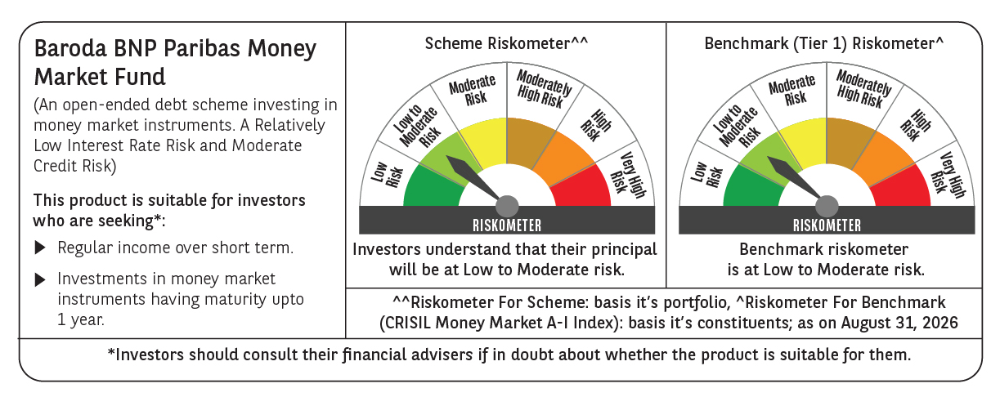 Baroda BNP Paribas Money
Market Fund
(An open-ended debt scheme investing in
money market instruments. A Relatively
Low Interest Rate Risk and Moderate
Credit Risk)
This product is suitable for investors
who are seeking*:
Regular income over short term.
Investments in money market
instruments having maturity upto
1 year.
Scheme Riskometer^^
Low
Risk
Low to
Moderate
Risk
Moderate
Risk
Moderately
High Risk
High
Risk
Very High
Risk
RISKOMETER
Investors understand that their principal
will be at Low to Moderate risk.
Benchmark (Tier 1) Riskometer^
Low
Risk
Low to
Moderate
Risk
Moderate
Risk
Moderately
High Risk
High
Risk
Very High
Risk
RISKOMETER
Benchmark riskometer
is at Low to Moderate risk.
^^Riskometer For Scheme: basis it's portfolio, ^Riskometer For Benchmark
(CRISIL Money Market A-I Index): basis it's constituents; as on August 31, 2026
*Investors should consult their financial advisers if in doubt about whether the product is suitable for them.